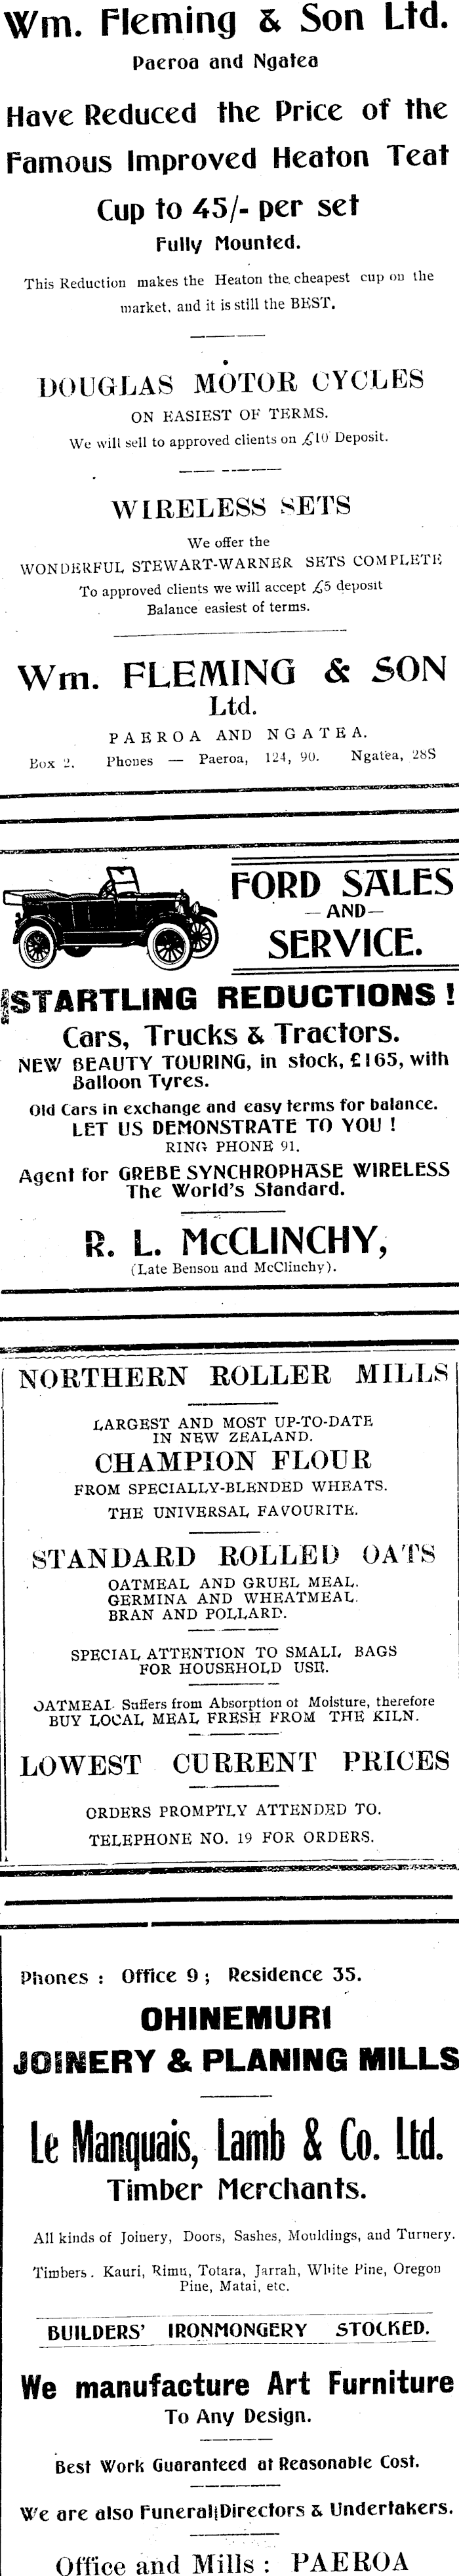 Wm. Fleming & Son Ltd.
Paeroa and Ngatea
Have Reduced the Price of the
Famous Improved Heaton Teat
Cup to 45/- per set
Fully Mounted.
This Reduction makes the Heaton the cheapest cup on the
market, and it is still the BEST.
DOUGLAS MOTOR CYCLES
ON EASIEST OF TERMS.
We will sell to approved clients on £10 Deposit.
WIRELESS SETS
We offer the
WONDERFUL STEWART-WARNER SETS COMPLETE
To approved clients we will accept £5 deposit
Balance easiest of terms.
Wm. FLEMING & SON
Ltd.
PAEROA AND NGATEA.
Box 2. Phones — Paeroa, 124, 90. Ngatea, 28S
FORD SALES
—AND—
SERVICE.
STARTLING REDUCTIONS!
Cars, Trucks & Tractors.
NEW BEAUTY TOURING, in stock, £165, with
Balloon Tyres.
Old Cars in exchange and easy terms for balance.
LET US DEMONSTRATE TO YOU!
RING PHONE 91.
Agent for GREBE SYNCHROPHASE WIRELESS
The World's Standard.
R. L. McCLINCHY,
(Late Benson and McClinchy).
NORTHERN ROLLER MILLS
LARGEST AND MOST UP-TO-DATE
IN NEW ZEALAND.
CHAMPION FLOUR
FROM SPECIALLY-BLENDED WHEATS.
THE UNIVERSAL FAVOURITE.
STANDARD ROLLED OATS
OATMEAL AND GRUEL MEAL.
GERMINA AND WHEATMEAL.
BRAN AND POLLARD.
SPECIAL ATTENTION TO SMALL BAGS
FOR HOUSEHOLD USE.
OATMEAL Suffers from Absorption of Moisture, therefore
BUY LOCAL MEAL FRESH FROM THE KILN.
LOWEST CURRENT PRICES
ORDERS PROMPTLY ATTENDED TO.
TELEPHONE NO. 19 FOR ORDERS.
Phones: Office 9; Residence 35.
OHINEMURI
JOINERY & PLANING MILLS
Le Manquais, Lamb & Co. Ltd.
Timber Merchants.
All kinds of Joinery, Doors, Sashes, Mouldings, and Turnery.
Timbers. Kauri, Rimu, Totara, Jarrah, White Pine, Oregon
Pine, Matai, etc.
BUILDERS' IRONMONGERY STOCKED.
We manufacture Art Furniture
To Any Design.
Best Work Guaranteed at Reasonable Cost.
We are also Funeral Directors & Undertakers.
Office and Mills: PAEROA